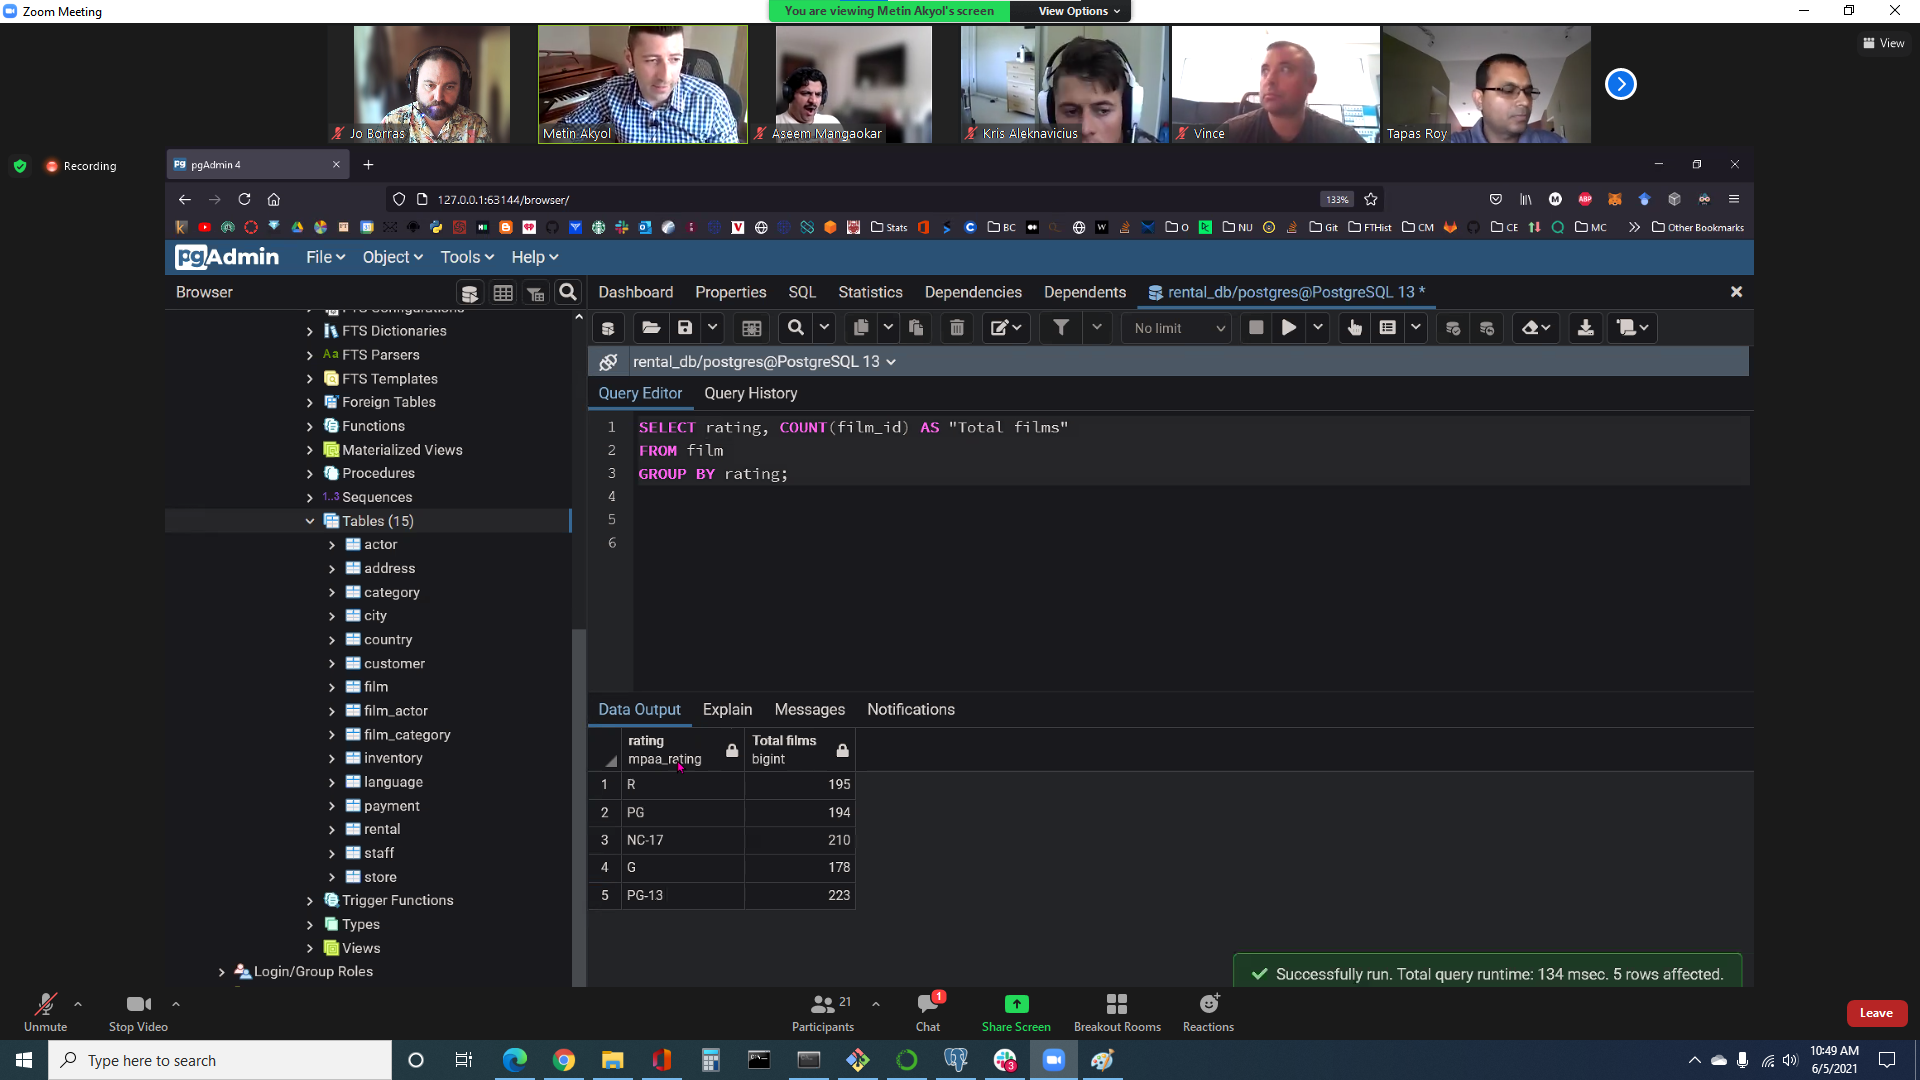 Zoom Meeting
You are viewing Metin Akyol's screen
View Options
View
Jo Borras
Metin Akyol
Aseem Mangaokar
Kris Aleknavicius
Vince
Tapas Roy
Recording
pgAdmin 4
127.0.0.1:63144/browser/
133%
Stats
BC
O
NU
Git
FTHist
CM
CE
MC
Other Bookmarks
pgAdmin
File
Object
Tools
Help
Browser
Dashboard
Properties
SQL
Statistics
Dependencies
Dependents
rental_db/postgres@PostgreSQL 13 *
No limit
rental_db/postgres@PostgreSQL 13
Query Editor
Query History
FTS Configurations
FTS Dictionaries
Aa FTS Parsers
FTS Templates
Foreign Tables
Functions
Materialized Views
Procedures
1..3 Sequences
Tables (15)
actor
address
category
city
country
customer
film
film_actor
film_category
inventory
language
payment
rental
staff
store
Trigger Functions
Types
Views
Login/Group Roles
1 SELECT rating, COUNT(film_id) AS "Total films"
2 FROM film
3 GROUP BY rating;
4
5
6
Data Output
Explain
Messages
Notifications
rating Total films
mpaa_rating bigint
1 R 195
2 PG 194
3 NC-17 210
4 G 178
5 PG-13 223
Successfully run. Total query runtime: 134 msec. 5 rows affected.
Unmute
Stop Video
21
Participants
1
Chat
Share Screen
Breakout Rooms
Reactions
Leave
Type here to search
3
10:49 AM
6/5/2021